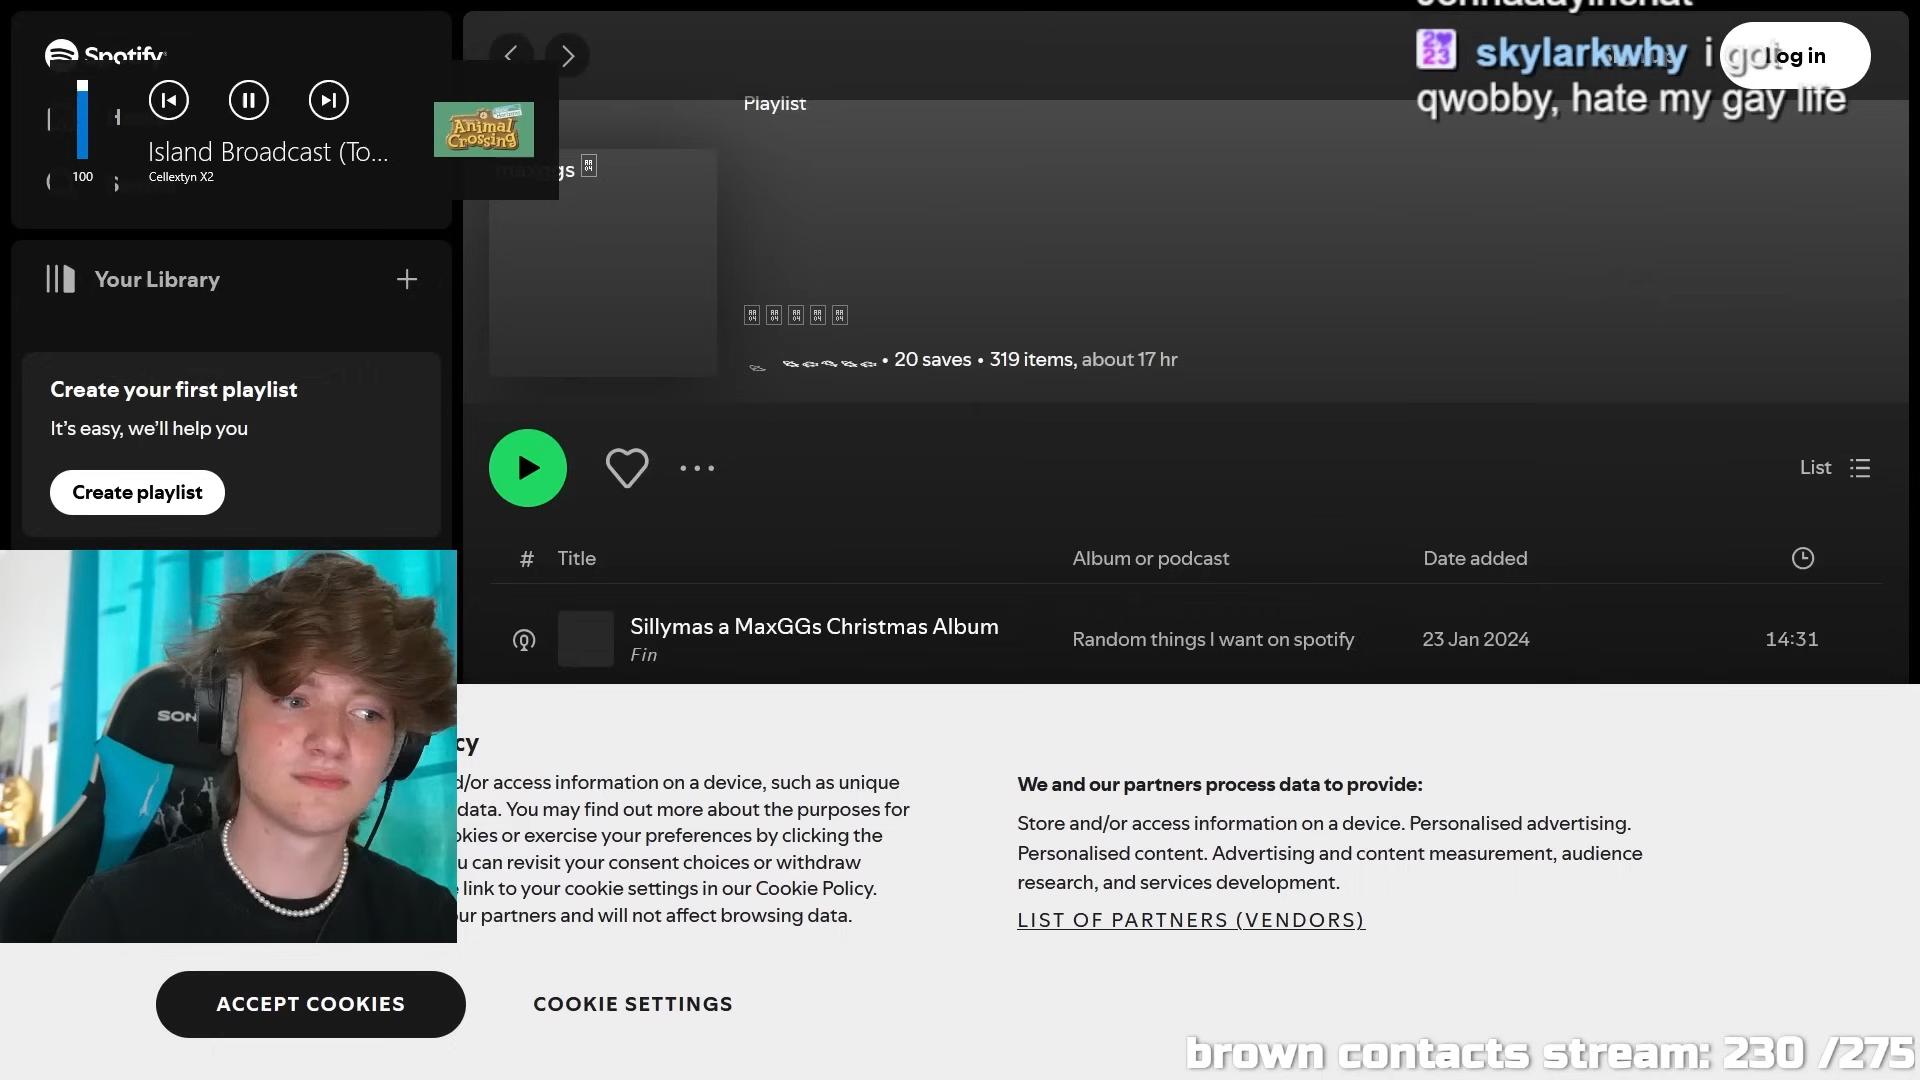 Spotify
100
Island Broadcast (To...
Cellextyn X2
Animal
Crossing
Your Library
Create your first playlist
It's easy, we'll help you
Create playlist
Playlist
Log in
skylarkwhy i got
qwobby, hate my gay life
20 saves • 319 items, about 17 hr
List
# Title Album or podcast Date added
Sillymas a MaxGGs Christmas Album Random things I want on spotify 23 Jan 2024 14:31
Fin
SON
cy
d/or access information on a device, such as unique
data. You may find out more about the purposes for
okies or exercise your preferences by clicking the
u can revisit your consent choices or withdraw
link to your cookie settings in our Cookie Policy.
our partners and will not affect browsing data.
We and our partners process data to provide:
Store and/or access information on a device. Personalised advertising.
Personalised content. Advertising and content measurement, audience
research, and services development.
LIST OF PARTNERS (VENDORS)
ACCEPT COOKIES
COOKIE SETTINGS
brown contacts stream: 230 /275